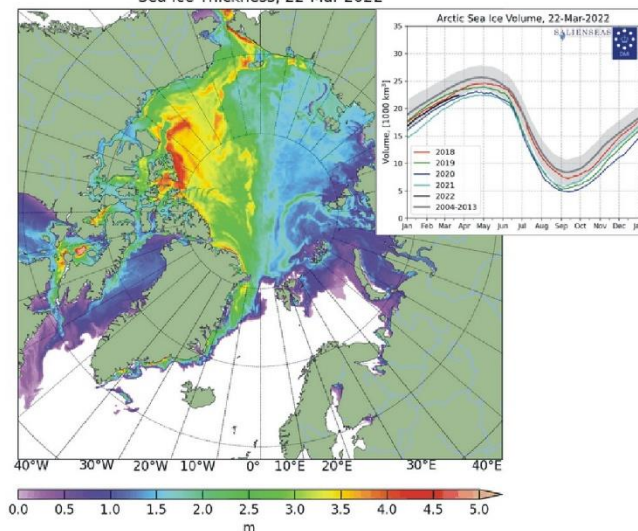 Sea Ice Thickness, 22-Mar-2022
Arctic Sea Ice Volume, 22-Mar-2022
SALIENSEAS
Volume, [1000 km³]
35
30
25
20
15
10
5
0
2018
2019
2020
2021
2022
2004-2013
Jan Feb Mar Apr May Jun Jul Aug Sep Oct Nov Dec Ja
40°W 30°W 20°W 10°W 0° 10°E 20°E 30°E 40°E
0.0 0.5 1.0 1.5 2.0 2.5 3.0 3.5 4.0 4.5 5.0
m